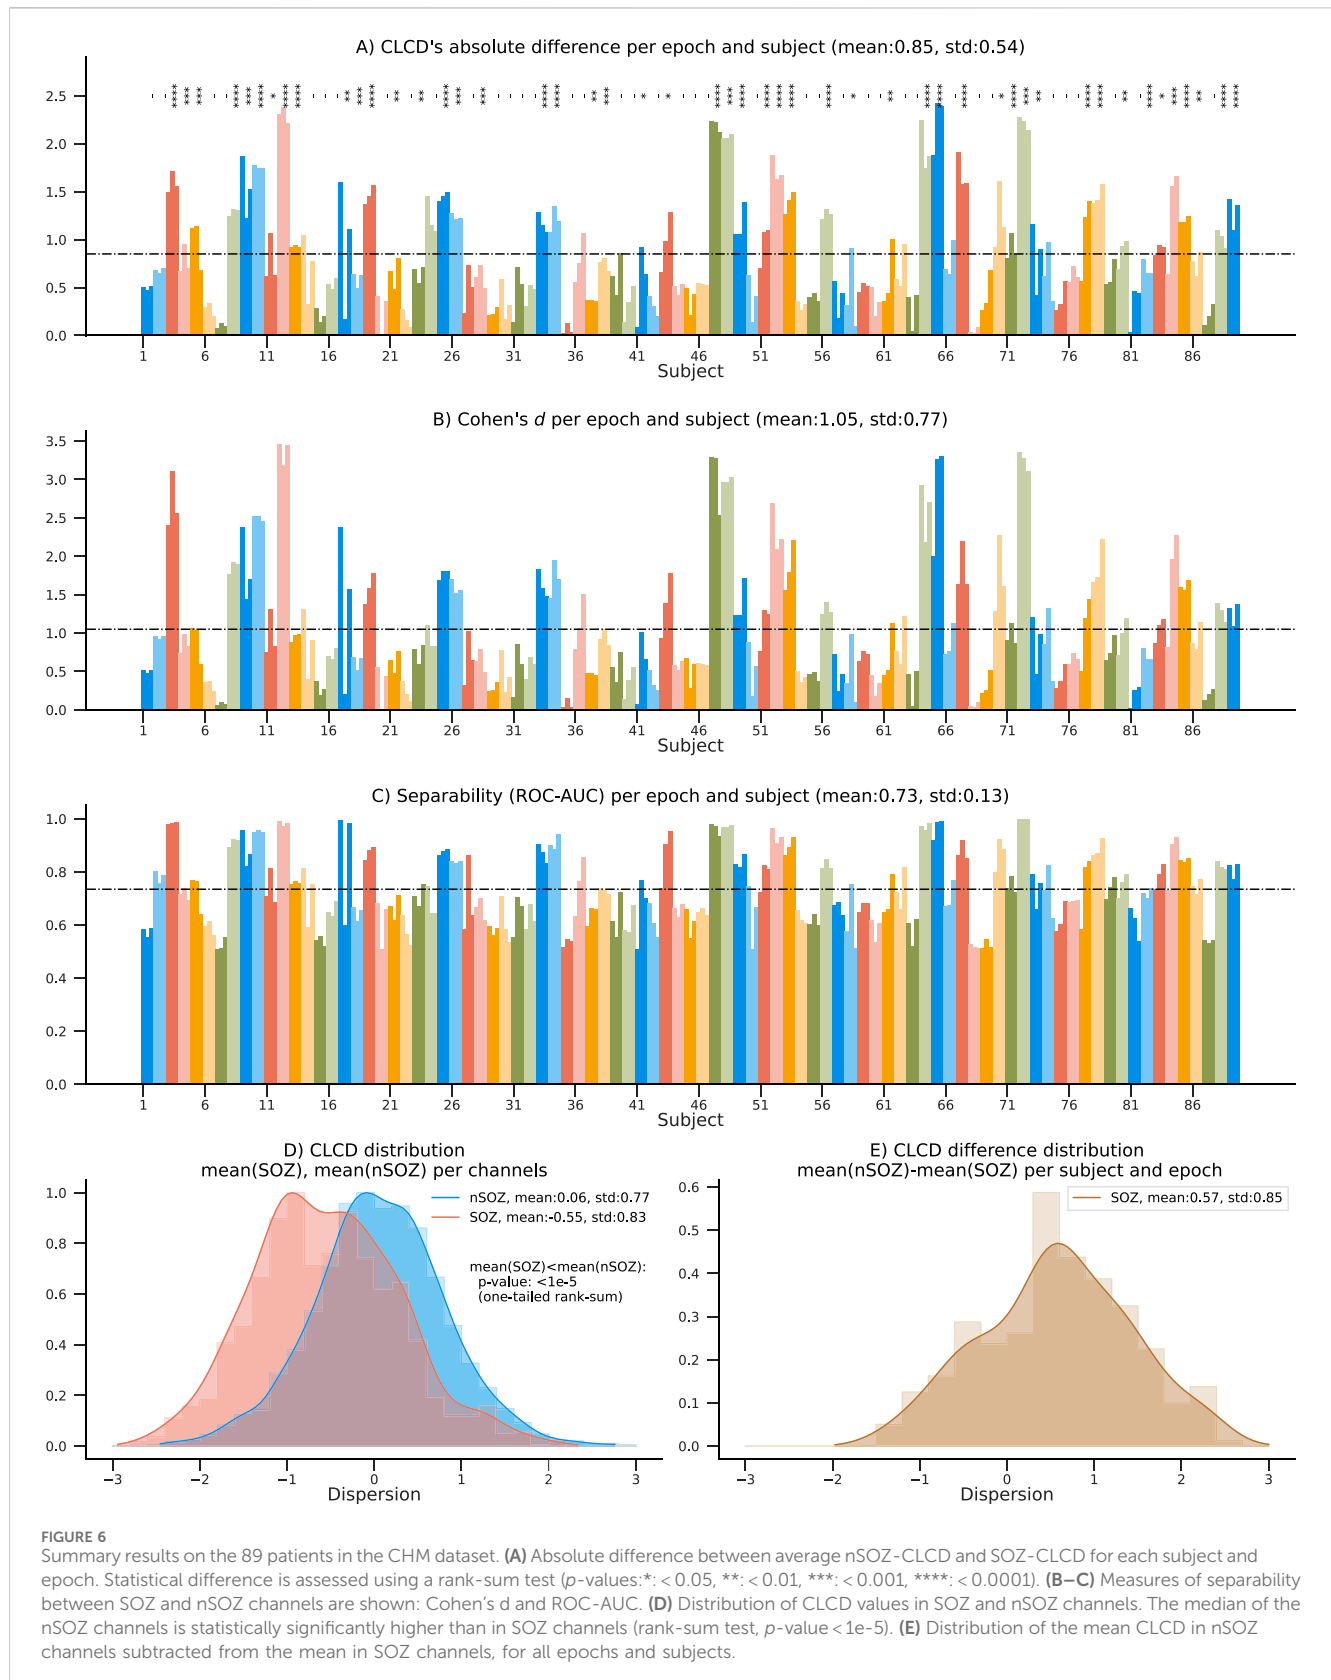 A) CLCD's absolute difference per epoch and subject (mean:0.85, std:0.54)
2.5
2.0
1.5
1.0
0.5
0.0
1 6 11 16 21 26 31 36 41 46 51 56 61 66 71 76 81 86
Subject
B) Cohen's d per epoch and subject (mean:1.05, std:0.77)
3.5
3.0
2.5
2.0
1.5
1.0
0.5
0.0
1 6 11 16 21 26 31 36 41 46 51 56 61 66 71 76 81 86
Subject
C) Separability (ROC-AUC) per epoch and subject (mean:0.73, std:0.13)
1.0
0.8
0.6
0.4
0.2
0.0
1 6 11 16 21 26 31 36 41 46 51 56 61 66 71 76 81 86
Subject
D) CLCD distribution
mean(SOZ), mean(nSOZ) per channels
nSOZ, mean:0.06, std:0.77
SOZ, mean:-0.55, std:0.83
mean(SOZ)<mean(nSOZ):
p-value: <1e-5
(one-tailed rank-sum)
1.0
0.8
0.6
0.4
0.2
0.0
−3 −2 −1 0 1 2 3
Dispersion
E) CLCD difference distribution
mean(nSOZ)-mean(SOZ) per subject and epoch
SOZ, mean:0.57, std:0.85
0.6
0.5
0.4
0.3
0.2
0.1
0.0
−3 −2 −1 0 1 2 3
Dispersion
FIGURE 6
Summary results on the 89 patients in the CHM dataset. (A) Absolute difference between average nSOZ-CLCD and SOZ-CLCD for each subject and
epoch. Statistical difference is assessed using a rank-sum test (p-values:*: < 0.05, **: < 0.01, ***: < 0.001, ****: < 0.0001). (B–C) Measures of separability
between SOZ and nSOZ channels are shown: Cohen's d and ROC-AUC. (D) Distribution of CLCD values in SOZ and nSOZ channels. The median of the
nSOZ channels is statistically significantly higher than in SOZ channels (rank-sum test, p-value < 1e-5). (E) Distribution of the mean CLCD in nSOZ
channels subtracted from the mean in SOZ channels, for all epochs and subjects.